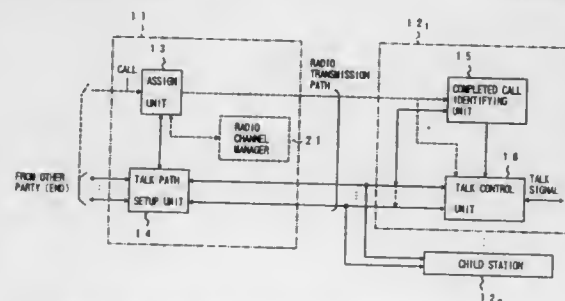 11
12₁
13
15
CALL
ASSIGN
UNIT
RADIO
TRANSMISSION
PATH
COMPLETED CALL
IDENTIFYING
UNIT
RADIO
CHANNEL
MANAGER
21
16
FROM OTHER
PARTY (END)
TALK PATH
SETUP UNIT
TALK CONTROL
UNIT
TALK
SIGNAL
14
CHILD STATION
12ₙ